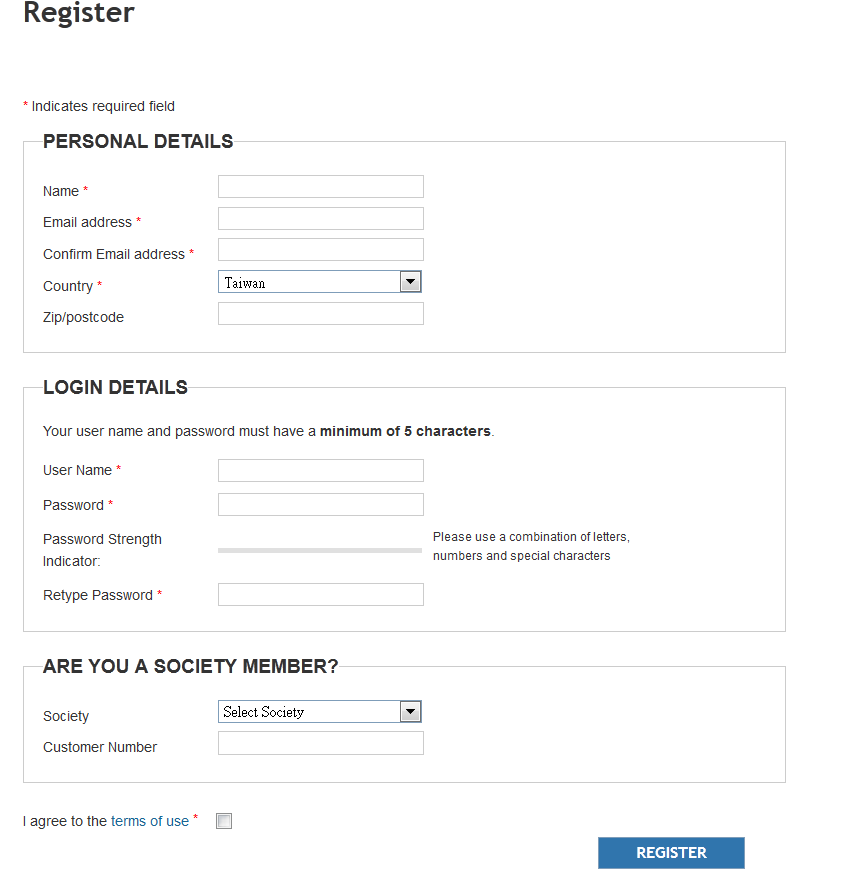 Register
* Indicates required field
PERSONAL DETAILS
Name *
Email address *
Confirm Email address *
Country *
Taiwan
Zip/postcode
LOGIN DETAILS
Your user name and password must have a minimum of 5 characters.
User Name *
Password *
Password Strength
Indicator:
Please use a combination of letters,
numbers and special characters
Retype Password *
ARE YOU A SOCIETY MEMBER?
Society
Select Society
Customer Number
I agree to the terms of use *
REGISTER